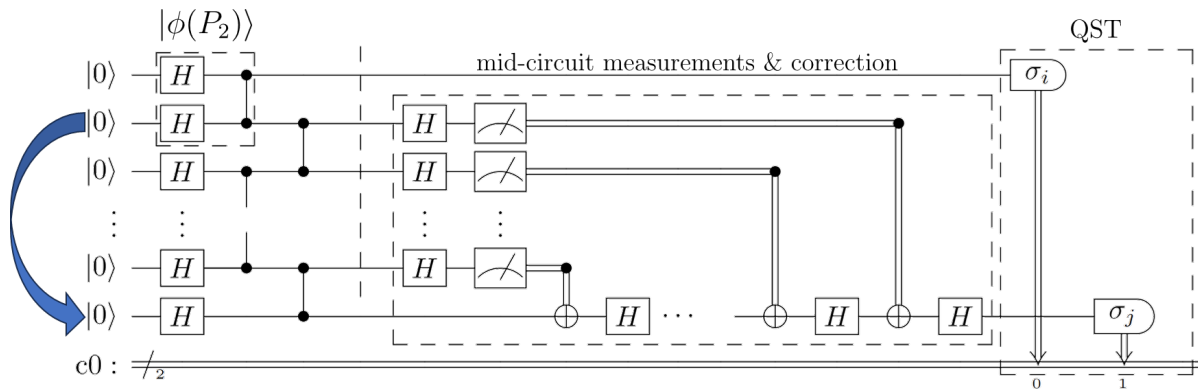 |ϕ(P₂)⟩
QST
mid-circuit measurements & correction
|0⟩ H σᵢ
|0⟩ H H
|0⟩ H H
⋮ ⋮ ⋮ ⋮
|0⟩ H H
|0⟩ H H ⋯ H H σⱼ
c0 : 2 0 1